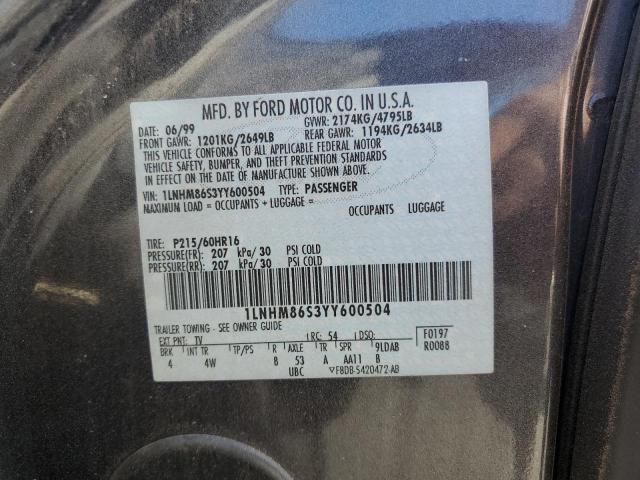 MFD. BY FORD MOTOR CO. IN U.S.A.
DATE: 06/99 GVWR: 2174KG/4795LB
FRONT GAWR: 1201KG/2649LB REAR GAWR: 1194KG/2634LB
THIS VEHICLE CONFORMS TO ALL APPLICABLE FEDERAL MOTOR
VEHICLE SAFETY, BUMPER, AND THEFT PREVENTION STANDARDS
IN EFFECT ON THE DATE OF MANUFACTURE SHOWN ABOVE.
VIN: 1LNHM86S3YY600504 TYPE: PASSENGER
MAXIMUM LOAD = OCCUPANTS + LUGGAGE = OCCUPANTS LUGGAGE
TIRE: P215/60HR16
PRESSURE(FR): 207 kPa/30 PSI COLD
PRESSURE(RR): 207 kPa/30 PSI COLD
1LNHM86S3YY600504
TRAILER TOWING - SEE OWNER GUIDE
EXT PNT: TV RC: 54 DSO: F0197
BRK INT TR TP/PS R AXLE TR SPR 9LDAB R0088
4 4W 8 53 A AA11 B
UBC VF8DB-5420472-AB